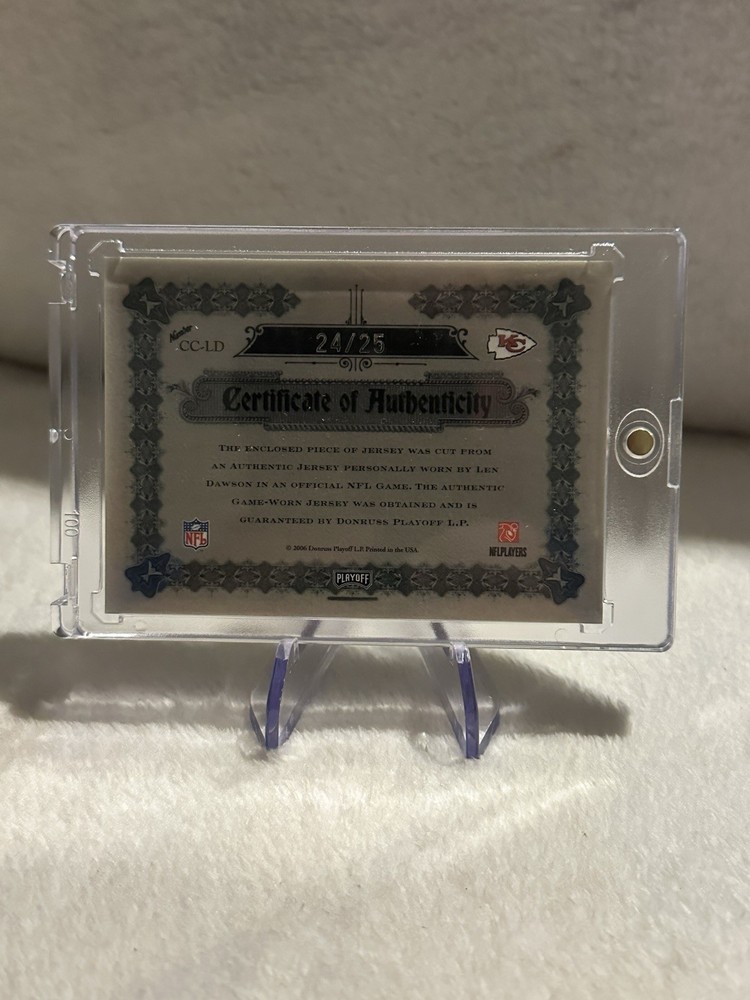 Number
CC-LD
24/25
KC
Certificate of Authenticity
The enclosed piece of jersey was cut from
an Authentic Jersey personally worn by Len
Dawson in an official NFL Game. The authentic
Game-Worn Jersey was obtained and is
guaranteed by Donruss Playoff L.P.
NFL
NFLPLAYERS
© 2006 Donruss Playoff L.P. Printed in the USA
PLAYOFF
100